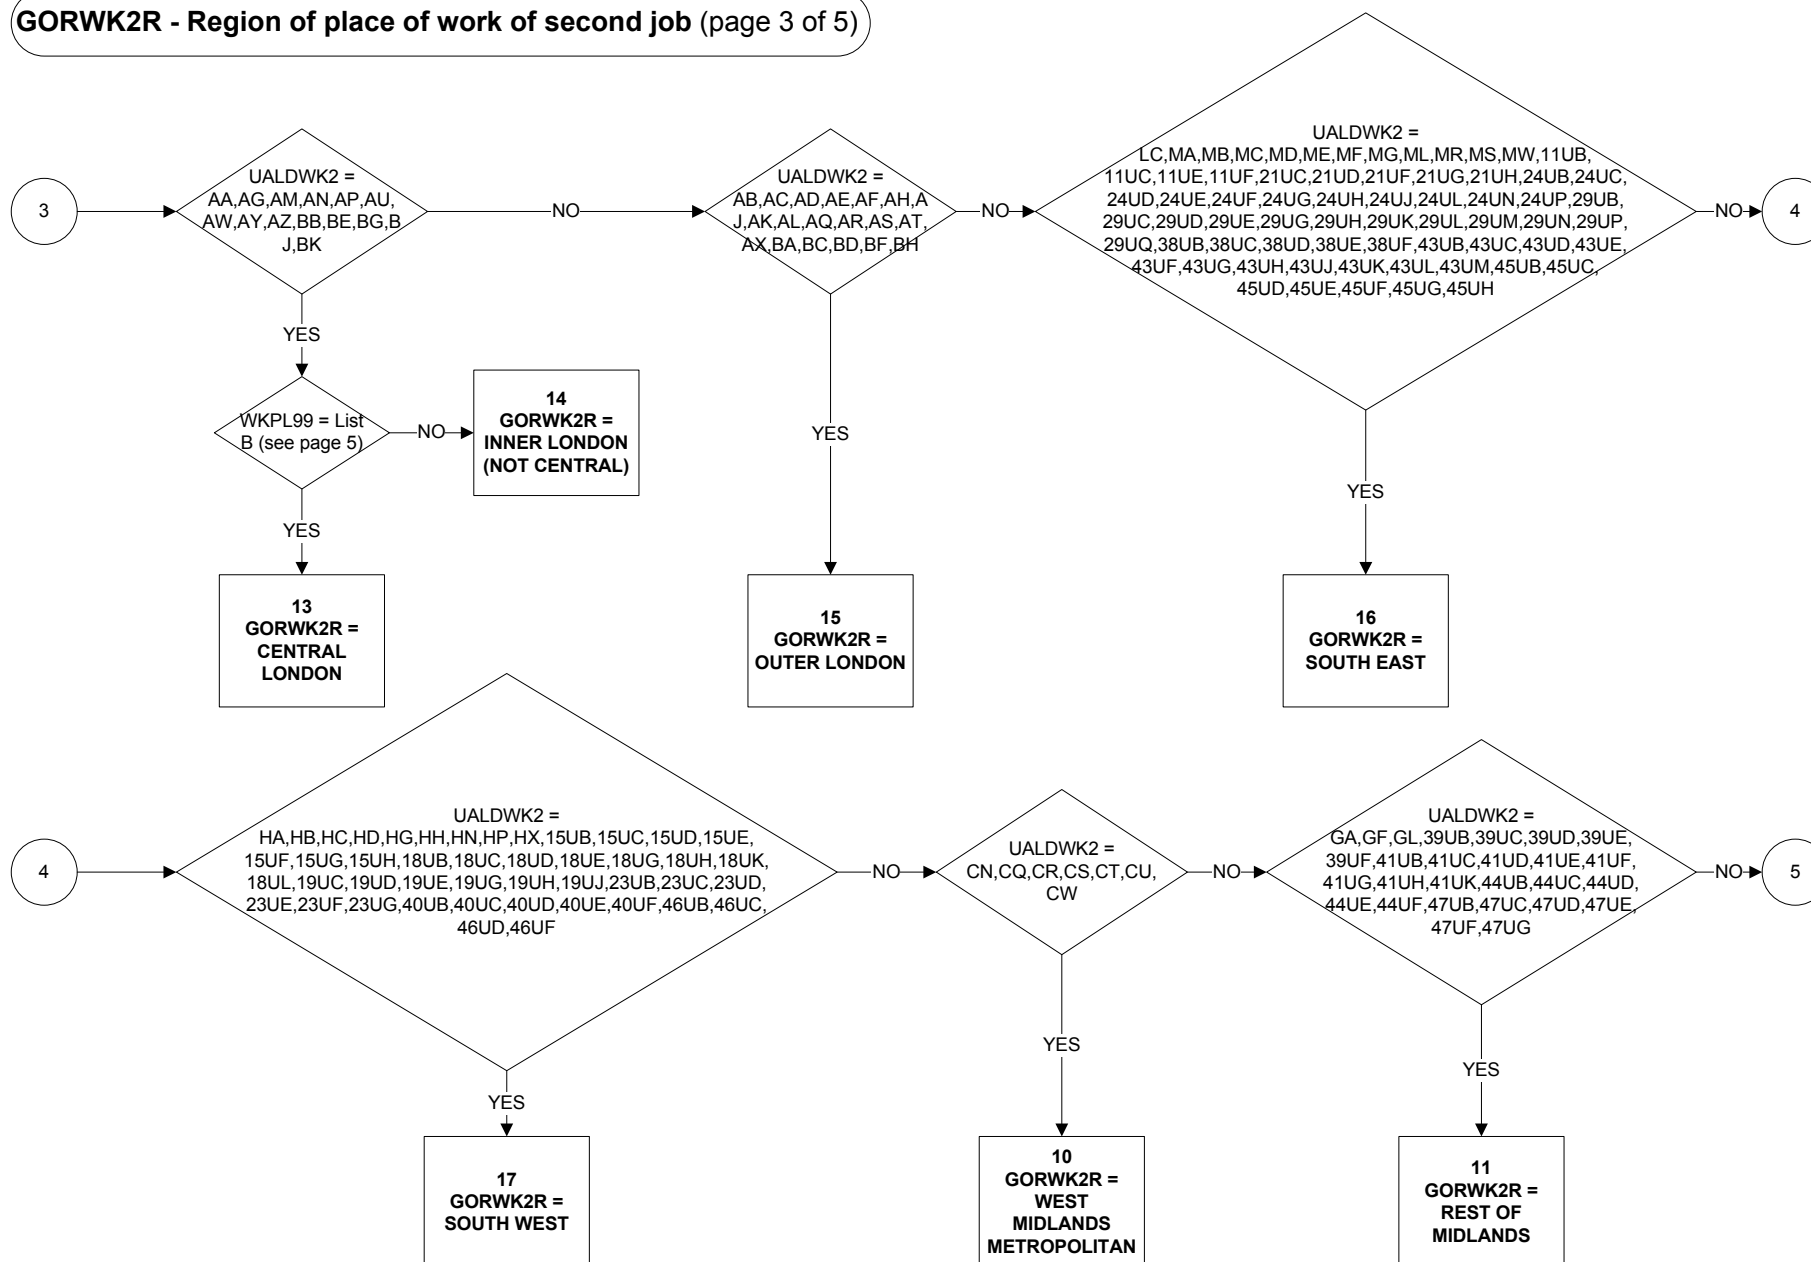 GORWK2R - Region of place of work of second job (page 3 of 5)
3
UALDWK2 =
AA,AG,AM,AN,AP,AU,
AW,AY,AZ,BB,BE,BG,B
J,BK
NO
UALDWK2 =
AB,AC,AD,AE,AF,AH,A
J,AK,AL,AQ,AR,AS,AT,
AX,BA,BC,BD,BF,BH
NO
UALDWK2 =
LC,MA,MB,MC,MD,ME,MF,MG,ML,MR,MS,MW,11UB,
11UC,11UE,11UF,21UC,21UD,21UF,21UG,21UH,24UB,24UC,
24UD,24UE,24UF,24UG,24UH,24UJ,24UL,24UN,24UP,29UB,
29UC,29UD,29UE,29UG,29UH,29UK,29UL,29UM,29UN,29UP,
29UQ,38UB,38UC,38UD,38UE,38UF,43UB,43UC,43UD,43UE,
43UF,43UG,43UH,43UJ,43UK,43UL,43UM,45UB,45UC,
45UD,45UE,45UF,45UG,45UH
NO
4
YES
WKPL99 = List
B (see page 5)
NO
14
GORWK2R =
INNER LONDON
(NOT CENTRAL)
YES
YES
YES
13
GORWK2R =
CENTRAL
LONDON
15
GORWK2R =
OUTER LONDON
16
GORWK2R =
SOUTH EAST
4
UALDWK2 =
HA,HB,HC,HD,HG,HH,HN,HP,HX,15UB,15UC,15UD,15UE,
15UF,15UG,15UH,18UB,18UC,18UD,18UE,18UG,18UH,18UK,
18UL,19UC,19UD,19UE,19UG,19UH,19UJ,23UB,23UC,23UD,
23UE,23UF,23UG,40UB,40UC,40UD,40UE,40UF,46UB,46UC,
46UD,46UF
NO
UALDWK2 =
CN,CQ,CR,CS,CT,CU,
CW
NO
UALDWK2 =
GA,GF,GL,39UB,39UC,39UD,39UE,
39UF,41UB,41UC,41UD,41UE,41UF,
41UG,41UH,41UK,44UB,44UC,44UD,
44UE,44UF,47UB,47UC,47UD,47UE,
47UF,47UG
NO
5
YES
YES
YES
17
GORWK2R =
SOUTH WEST
10
GORWK2R =
WEST
MIDLANDS
METROPOLITAN
11
GORWK2R =
REST OF
MIDLANDS